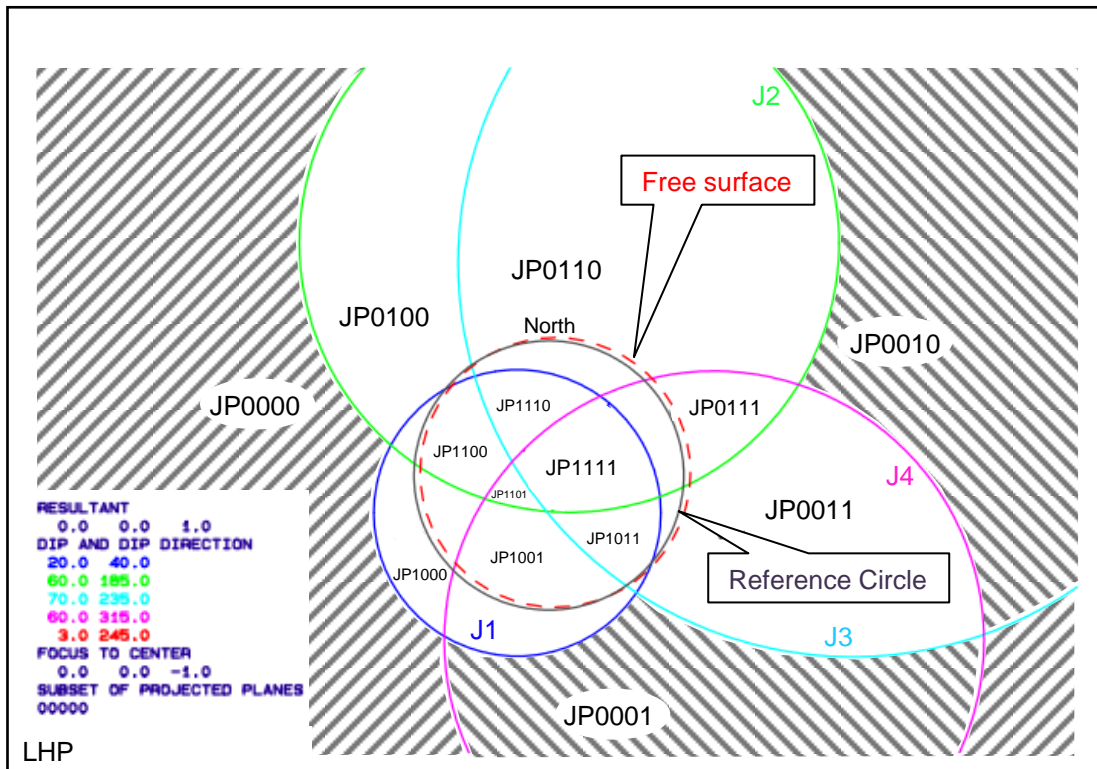 J2
Free surface
JP0110
JP0100
North
JP0010
JP0000
JP1110
JP0111
JP1100
JP1111
J4
JP1101
JP0011
JP1011
JP1001
JP1000
Reference Circle
J1
J3
JP0001
RESULTANT
0.0 0.0 1.0
DIP AND DIP DIRECTION
20.0 40.0
60.0 185.0
70.0 235.0
60.0 315.0
3.0 245.0
FOCUS TO CENTER
0.0 0.0 -1.0
SUBSET OF PROJECTED PLANES
00000
LHP